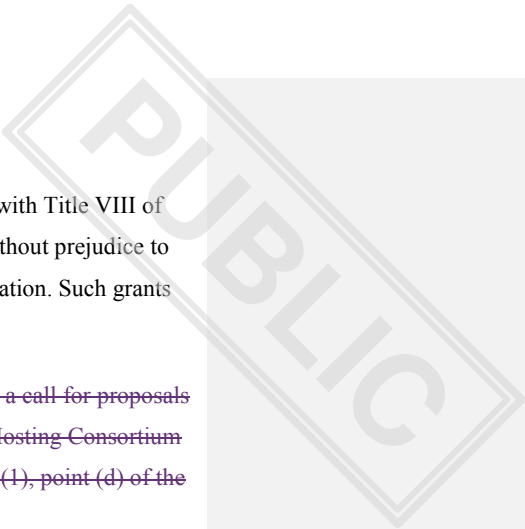 with Title VIII of
thout prejudice to
ation. Such grants
a call for proposals
Hosting Consortium
(1), point (d) of the
PUBLIC